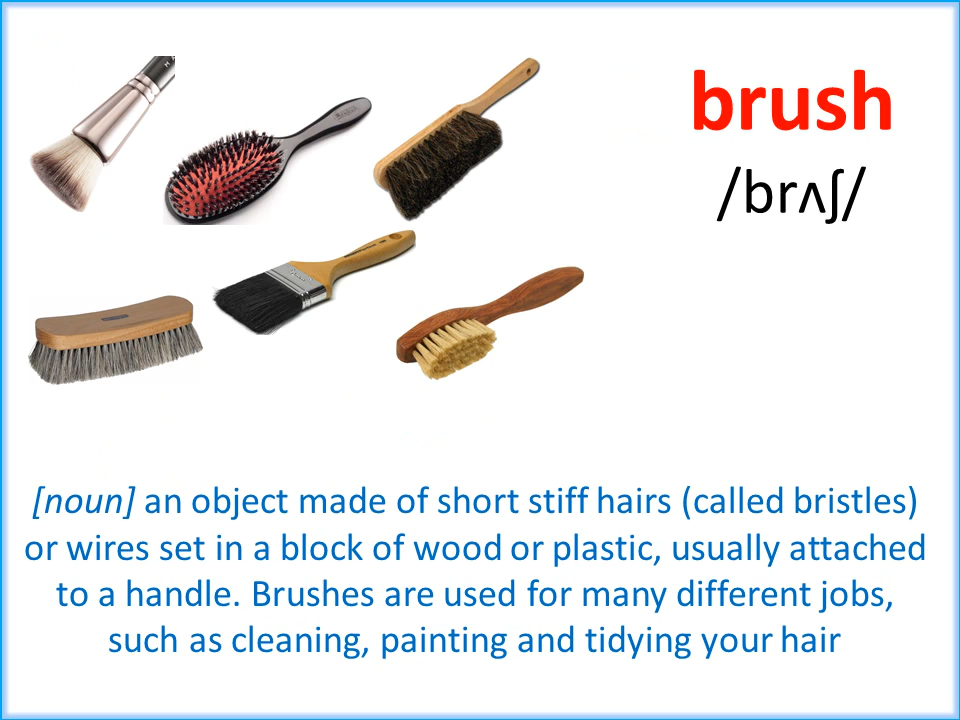 brush
/brʌʃ/
[noun] an object made of short stiff hairs (called bristles)
or wires set in a block of wood or plastic, usually attached
to a handle. Brushes are used for many different jobs,
such as cleaning, painting and tidying your hair